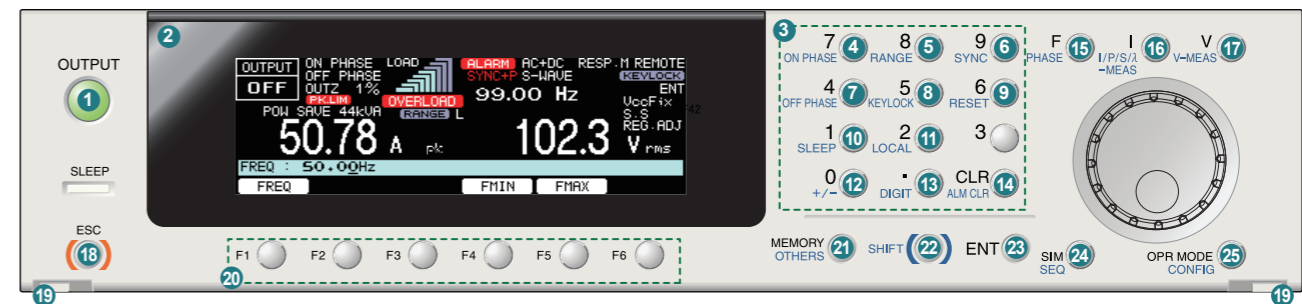 OUTPUT
1
SLEEP
ESC
18
19
2
OUTPUT
OFF
ON PHASE
OFF PHASE
OUTZ 1%
PK.LIM
POW SAVE 44kVA
LOAD
OVERLOAD
RANGE L
ALARM AC+DC RESP.M REMOTE
SYNC+P S-WAVE KEYLOCK
99.00 Hz ENT
VccFix
S.S
REG.ADJ
F42
50.78 A pk
102.3 V rms
FREQ : 50.00Hz
FREQ FMIN FMAX
F1 F2 F3 F4 F5 F6
20
3
7 ON PHASE 4
8 RANGE 5
9 SYNC 6
4 OFF PHASE 7
5 KEYLOCK 8
6 RESET 9
1 SLEEP 10
2 LOCAL 11
3
0 +/- 12
. DIGIT 13
CLR ALM CLR 14
F PHASE 15
I I/P/S/λ -MEAS 16
V V-MEAS 17
MEMORY OTHERS 21
SHIFT 22
ENT 23
SIM SEQ 24
OPR MODE CONFIG 25
19